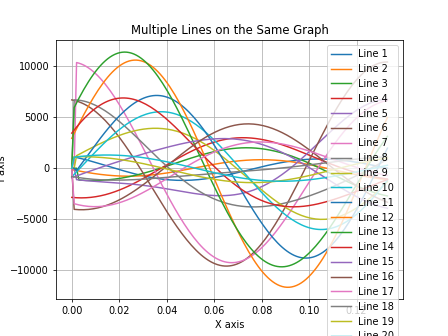 Multiple Lines on the Same Graph
10000
5000
0
−5000
−10000
axis
0.00
0.02
0.04
0.06
0.08
0.10
X axis
Line 1
Line 2
Line 3
Line 4
Line 5
Line 6
Line 7
Line 8
Line 9
Line 10
Line 11
Line 12
Line 13
Line 14
Line 15
Line 16
Line 17
Line 18
Line 19
Line 20